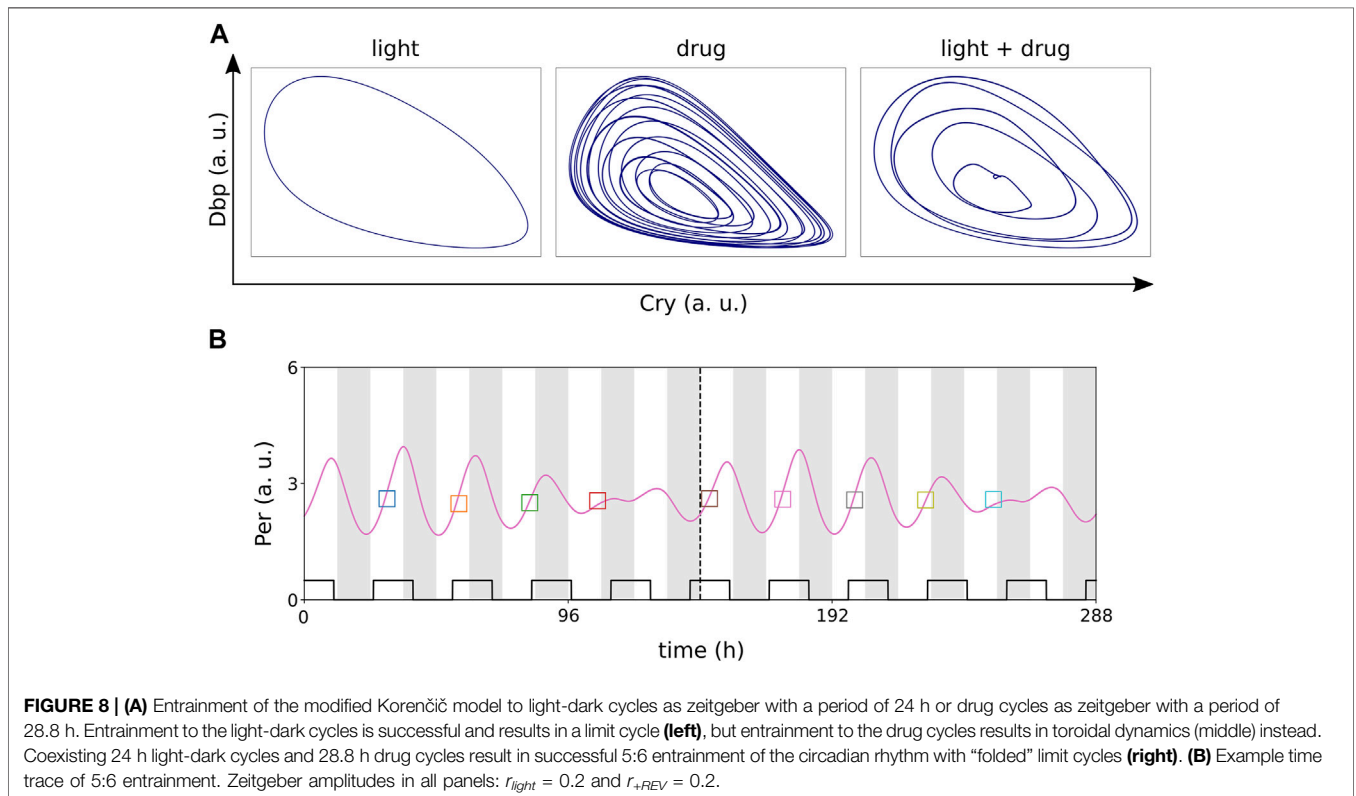 A
light
drug
light + drug
Dbp (a. u.)
Cry (a. u.)
B
6
3
0
Per (a. u.)
0
96
192
288
time (h)
FIGURE 8 | (A) Entrainment of the modified Korenčič model to light-dark cycles as zeitgeber with a period of 24 h or drug cycles as zeitgeber with a period of
28.8 h. Entrainment to the light-dark cycles is successful and results in a limit cycle (left), but entrainment to the drug cycles results in toroidal dynamics (middle) instead.
Coexisting 24 h light-dark cycles and 28.8 h drug cycles result in successful 5:6 entrainment of the circadian rhythm with “folded” limit cycles (right). (B) Example time
trace of 5:6 entrainment. Zeitgeber amplitudes in all panels: r_light = 0.2 and r_+REV = 0.2.